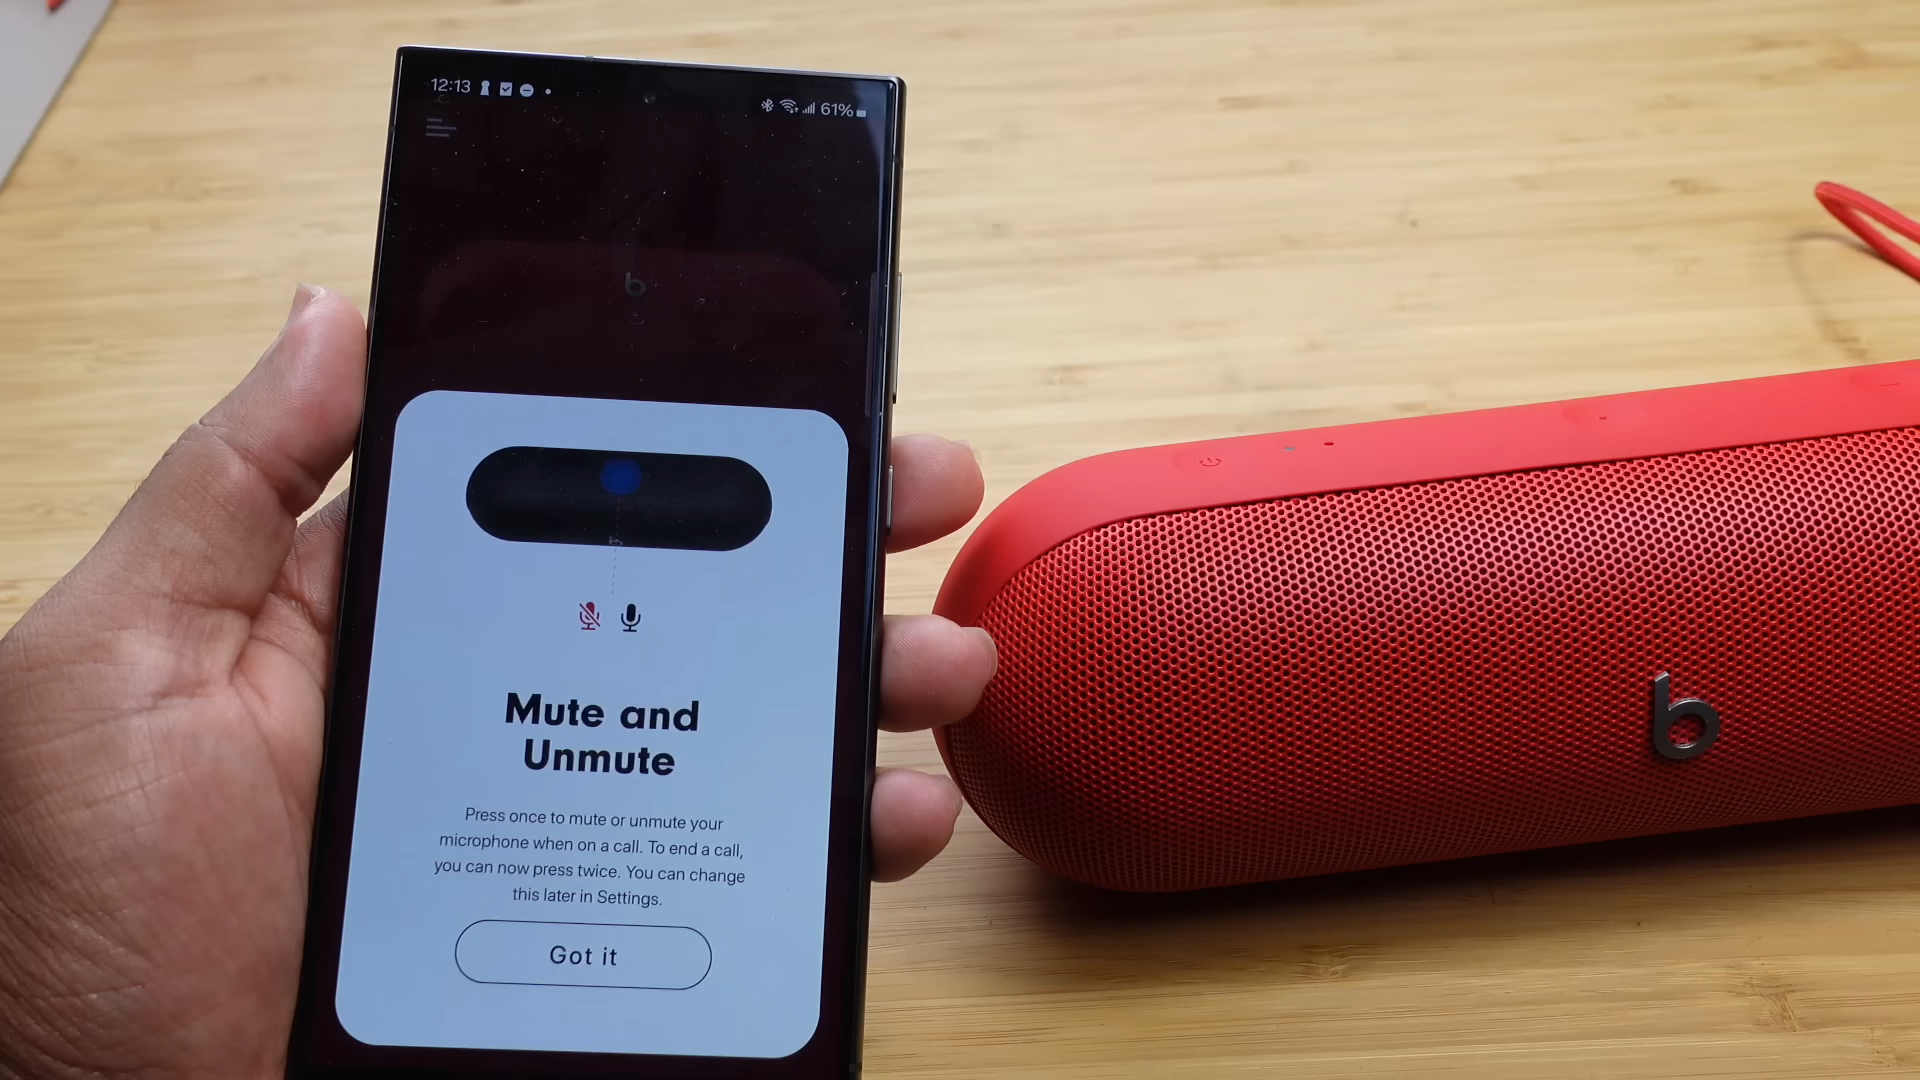 12:13
61%
b
Mute and
Unmute
Press once to mute or unmute your
microphone when on a call. To end a call,
you can now press twice. You can change
this later in Settings.
Got it
b